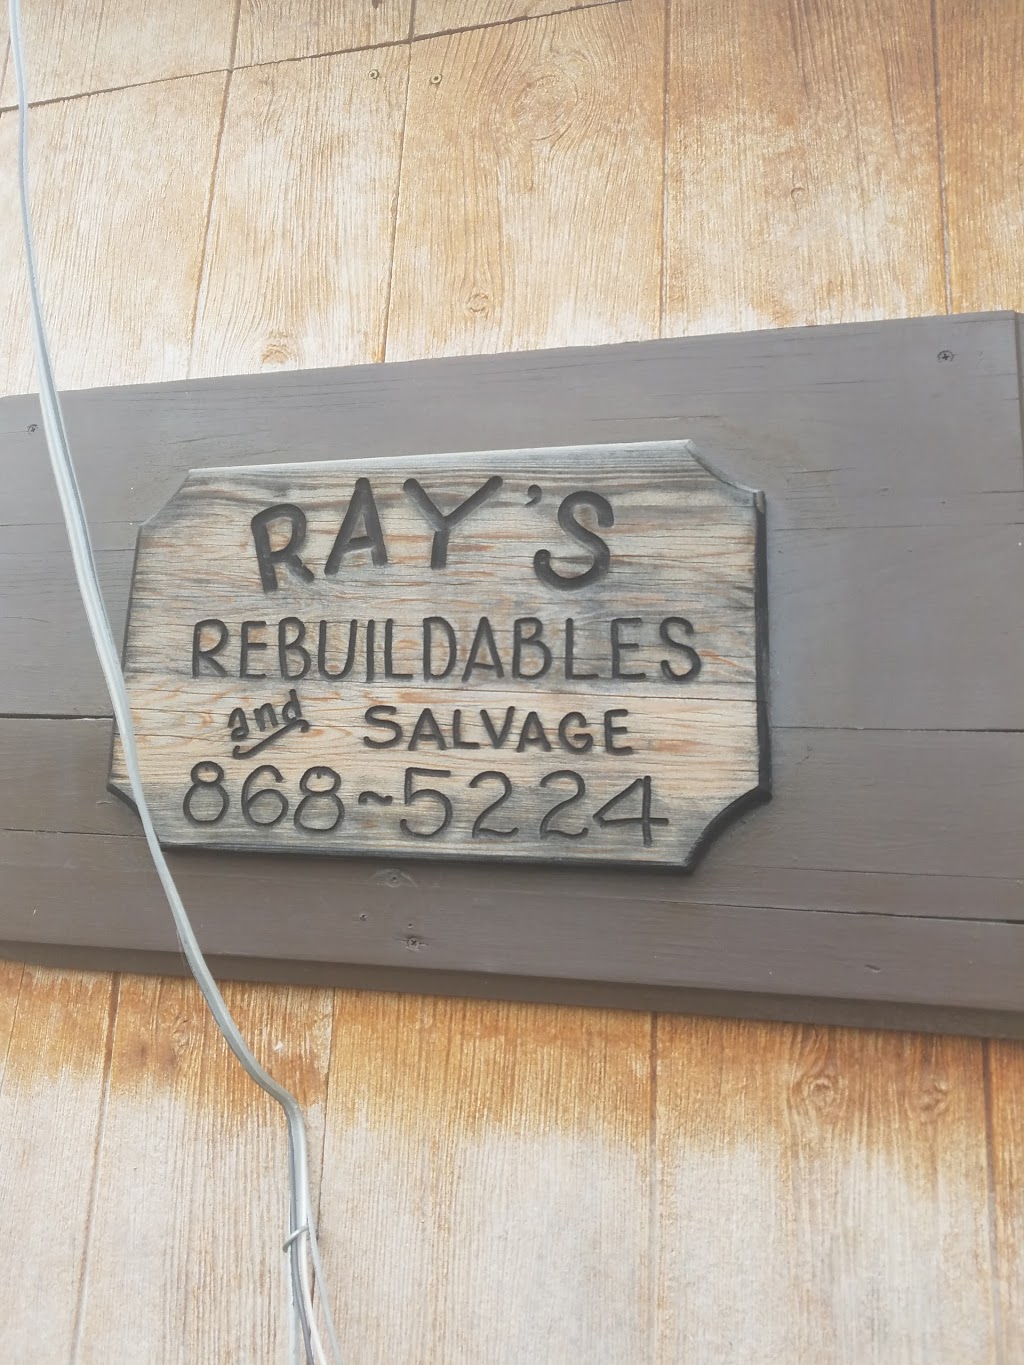 RAY'S
REBUILDABLES
and SALVAGE
868~5224